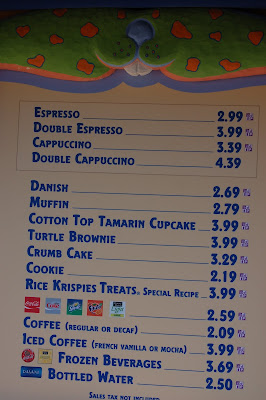 Espresso 2.99
Double Espresso 3.99
Cappuccino 3.39
Double Cappuccino 4.39
Danish 2.69
Muffin 2.79
Cotton Top Tamarin Cupcake 3.99
Turtle Brownie 3.99
Crumb Cake 3.29
Cookie 2.19
Rice Krispies Treats® Special Recipe 3.99
2.59
Coffee (regular or decaf) 2.09
Iced Coffee (French Vanilla or Mocha) 3.99
Frozen Beverages 3.69
Dasani Bottled Water 2.50
Sales tax not included